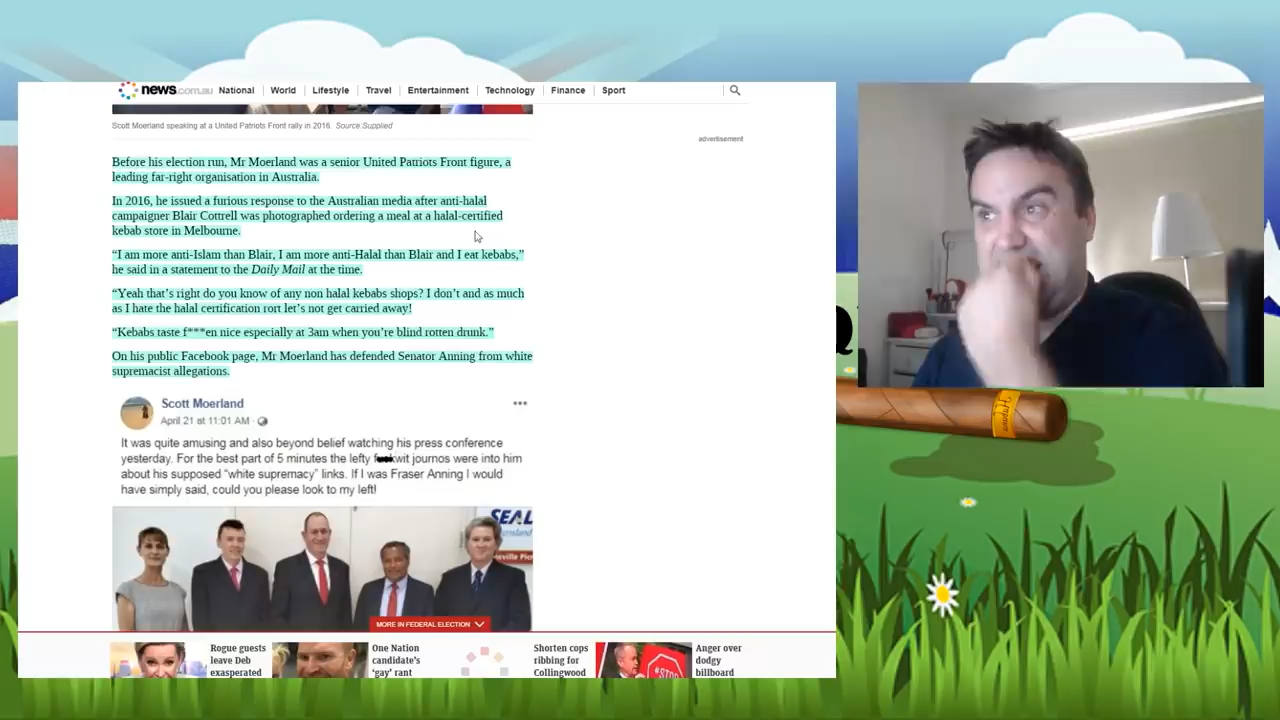 news.com.au National World Lifestyle Travel Entertainment Technology Finance Sport
Scott Moerland speaking at a United Patriots Front rally in 2016. Source:Supplied
advertisement
Before his election run, Mr Moerland was a senior United Patriots Front figure, a
leading far-right organisation in Australia.
In 2016, he issued a furious response to the Australian media after anti-halal
campaigner Blair Cottrell was photographed ordering a meal at a halal-certified
kebab store in Melbourne.
“I am more anti-Islam than Blair, I am more anti-Halal than Blair and I eat kebabs,”
he said in a statement to the Daily Mail at the time.
“Yeah that’s right do you know of any non halal kebabs shops? I don’t and as much
as I hate the halal certification rort let’s not get carried away!
“Kebabs taste f***en nice especially at 3am when you’re blind rotten drunk.”
On his public Facebook page, Mr Moerland has defended Senator Anning from white
supremacist allegations.
Scott Moerland
April 21 at 11:01 AM
It was quite amusing and also beyond belief watching his press conference
yesterday. For the best part of 5 minutes the lefty f wit journos were into him
about his supposed “white supremacy” links. If I was Fraser Anning I would
have simply said, could you please look to my left!
SEAL
MORE IN FEDERAL ELECTION
Rogue guests
leave Deb
exasperated
One Nation
candidate’s
‘gay’ rant
Shorten cops
ribbing for
Collingwood
#STO
Anger over
dodgy
billboard
Q